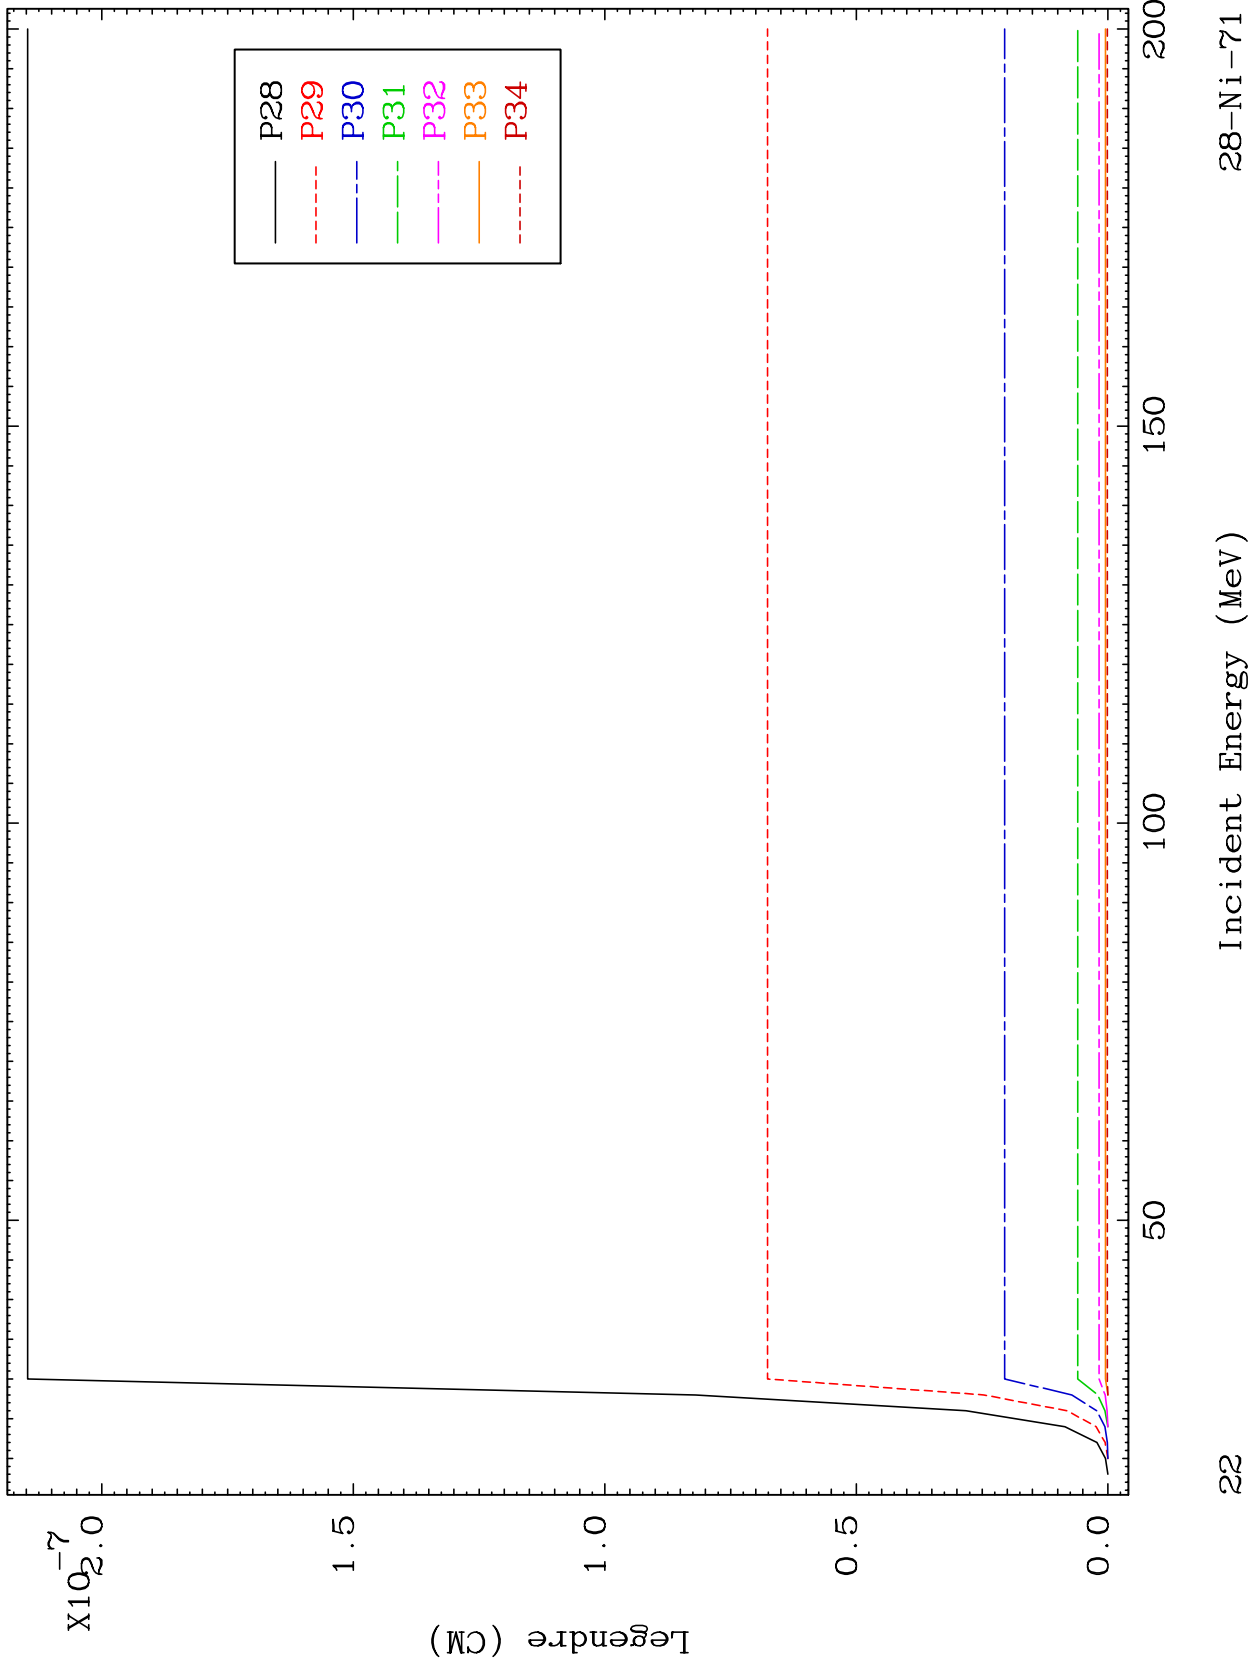 X10-7
2.0
1.5
1.0
0.5
0.0
Legendre (CM)
P28
P29
P30
P31
P32
P33
P34
50
100
150
200
22
Incident Energy (MeV)
28-Ni-71